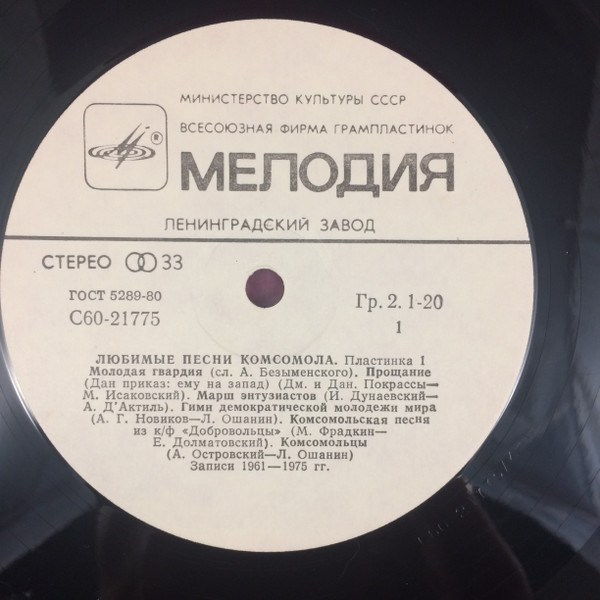 МИНИСТЕРСТВО КУЛЬТУРЫ СССР
ВСЕСОЮЗНАЯ ФИРМА ГРАМПЛАСТИНОК
®
МЕЛОДИЯ
ЛЕНИНГРАДСКИЙ ЗАВОД
СТЕРЕО 33
ГОСТ 5289-80
С60-21775
Гр. 2. 1-20
1
ЛЮБИМЫЕ ПЕСНИ КОМСОМОЛА. Пластинка 1
Молодая гвардия (сл. А. Безыменского). Прощание
(Дан приказ: ему на запад) (Дм. и Дан. Покрассы—
М. Исаковский). Марш энтузиастов (И. Дунаевский—
А. Д'Актиль). Гимн демократической молодежи мира
(А. Г. Новиков—Л. Ошанин). Комсомольская песня
из к/ф «Добровольцы» (М. Фрадкин—
Е. Долматовский). Комсомольцы
(А. Островский—Л. Ошанин)
Записи 1961—1975 гг.